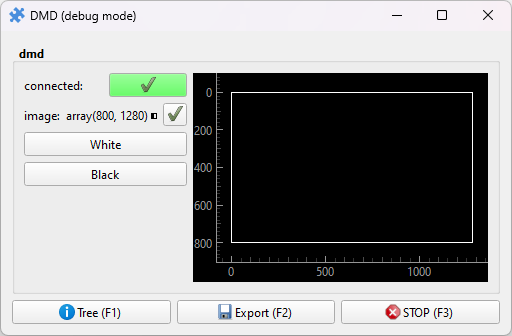 DMD (debug mode)
dmd
connected:
image: array(800, 1280)
White
Black
0
200
400
600
800
0
500
1000
Tree (F1)
Export (F2)
STOP (F3)